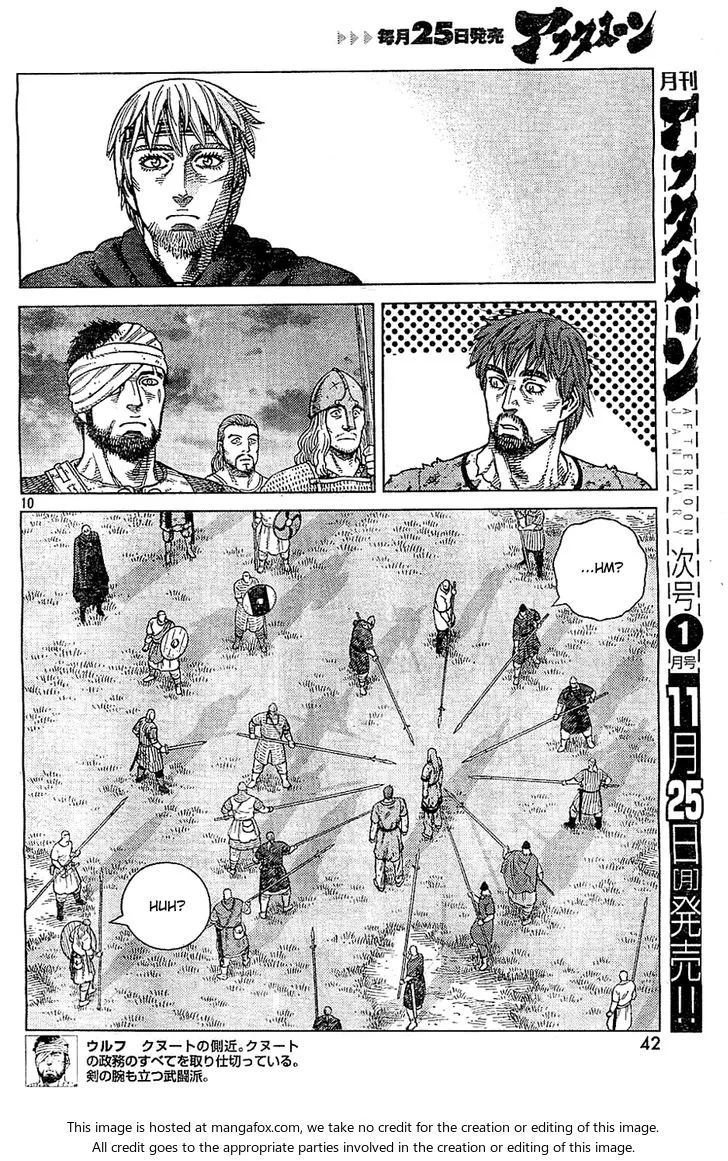 毎月25日発売 アフタヌーン
月刊
アフタヌーン
AFTERNOON
JANUARY
次号
1
月号
11月25日(月)発売!!
10
...HM?
HUH?
42
ウルフ クヌートの側近。クヌート
の政務のすべてを取り仕切っている。
剣の腕も立つ武闘派。
This image is hosted at mangafox.com, we take no credit for the creation or editing of this image.
All credit goes to the appropriate parties involved in the creation or editing of this image.